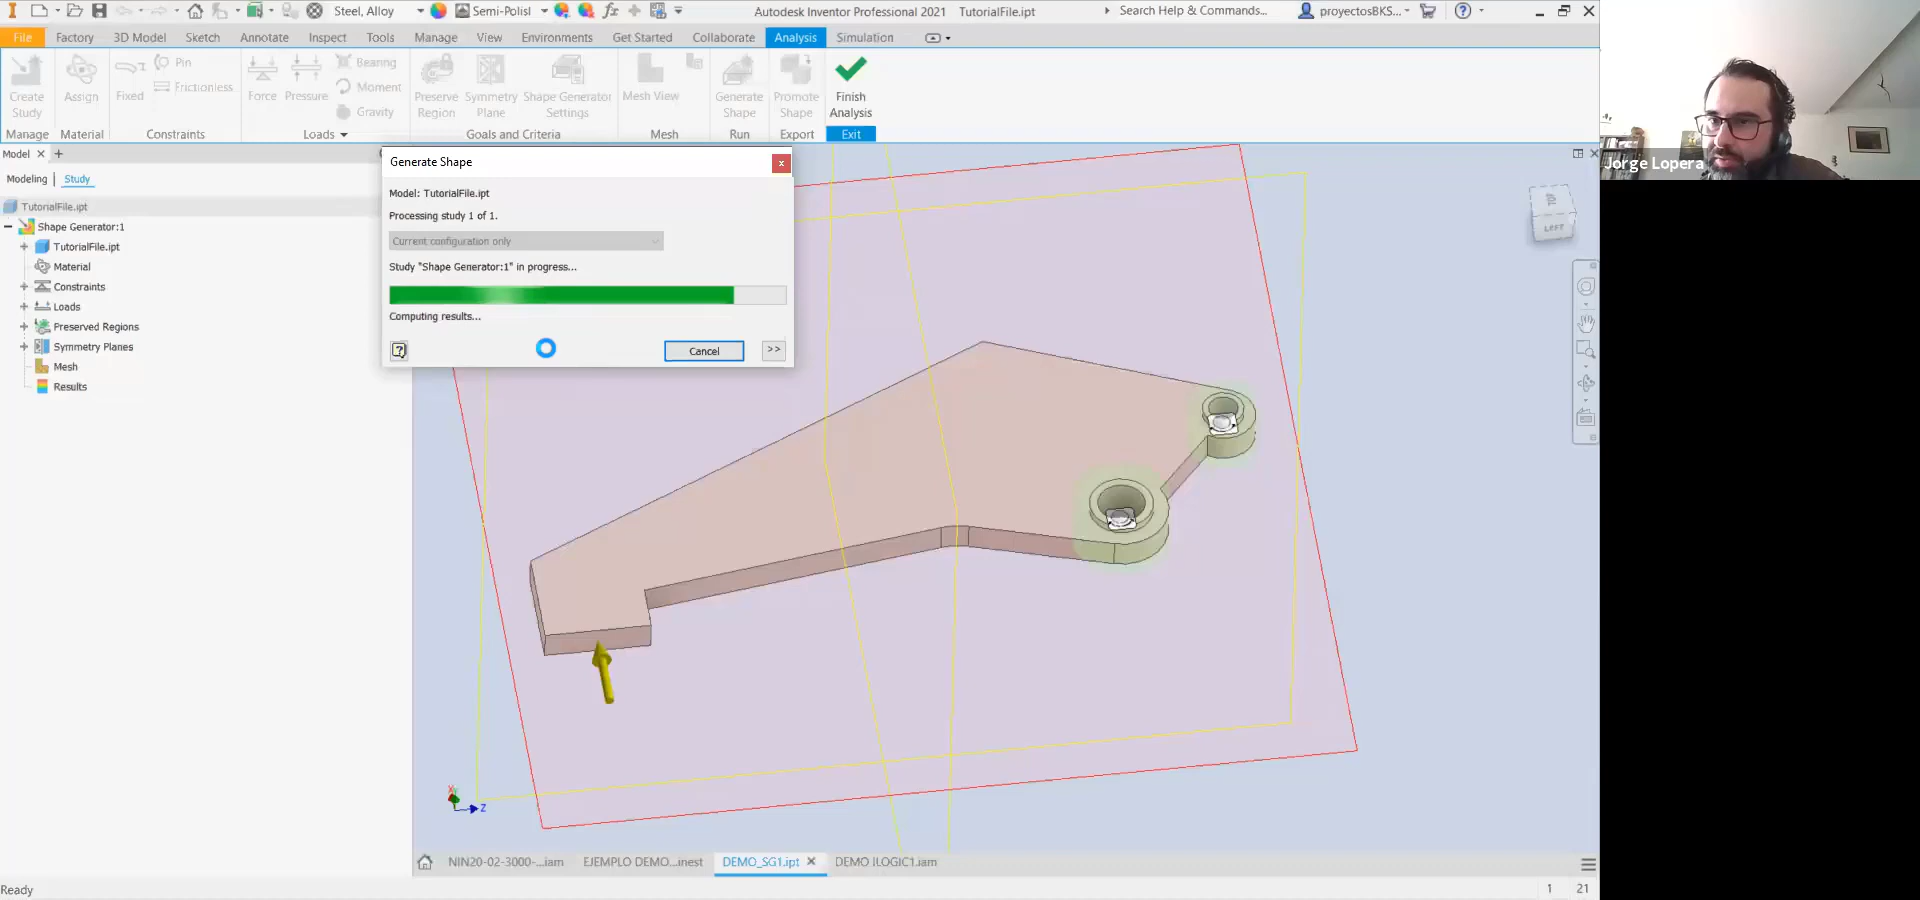 Steel, Alloy
Semi-Polisl
Autodesk Inventor Professional 2021 TutorialFile.ipt
Search Help & Commands...
proyectosBKS...
File Factory 3D Model Sketch Annotate Inspect Tools Manage View Environments Get Started Collaborate Analysis Simulation
Create Study
Assign
Fixed
Pin
Frictionless
Force
Pressure
Bearing
Moment
Gravity
Preserve Region
Symmetry Plane
Shape Generator Settings
Mesh View
Generate Shape
Promote Shape
Finish Analysis
Manage Material Constraints Loads Goals and Criteria Mesh Run Export Exit
Model
Modeling Study
TutorialFile.ipt
Shape Generator:1
TutorialFile.ipt
Material
Constraints
Loads
Preserved Regions
Symmetry Planes
Mesh
Results
Generate Shape
Model: TutorialFile.ipt
Processing study 1 of 1.
Current configuration only
Study "Shape Generator:1" in progress...
Computing results...
Cancel >>
TOP
LEFT
Jorge Lopera
X
Z
NIN20-02-3000-...iam EJEMPLO DEMO...inest DEMO_SG1.ipt DEMO ILOGIC1.iam
Ready
1 21